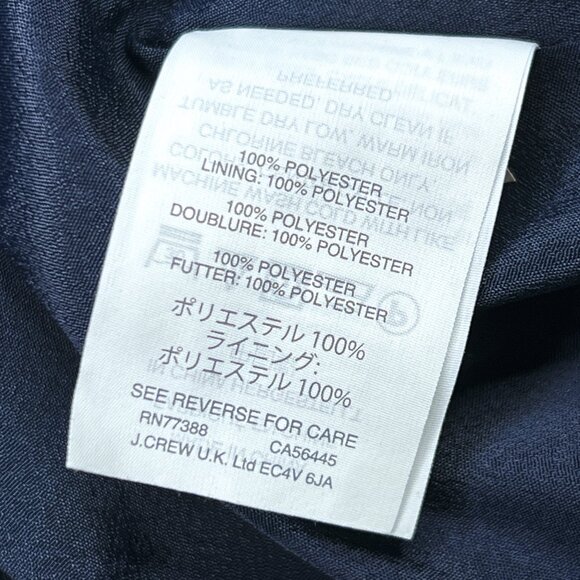 100% POLYESTER
LINING: 100% POLYESTER
100% POLYESTER
DOUBLURE: 100% POLYESTER
100% POLYESTER
FUTTER: 100% POLYESTER
ポリエステル 100%
ライニング:
ポリエステル 100%
SEE REVERSE FOR CARE
RN77388 CA56445
J.CREW U.K. Ltd EC4V 6JA